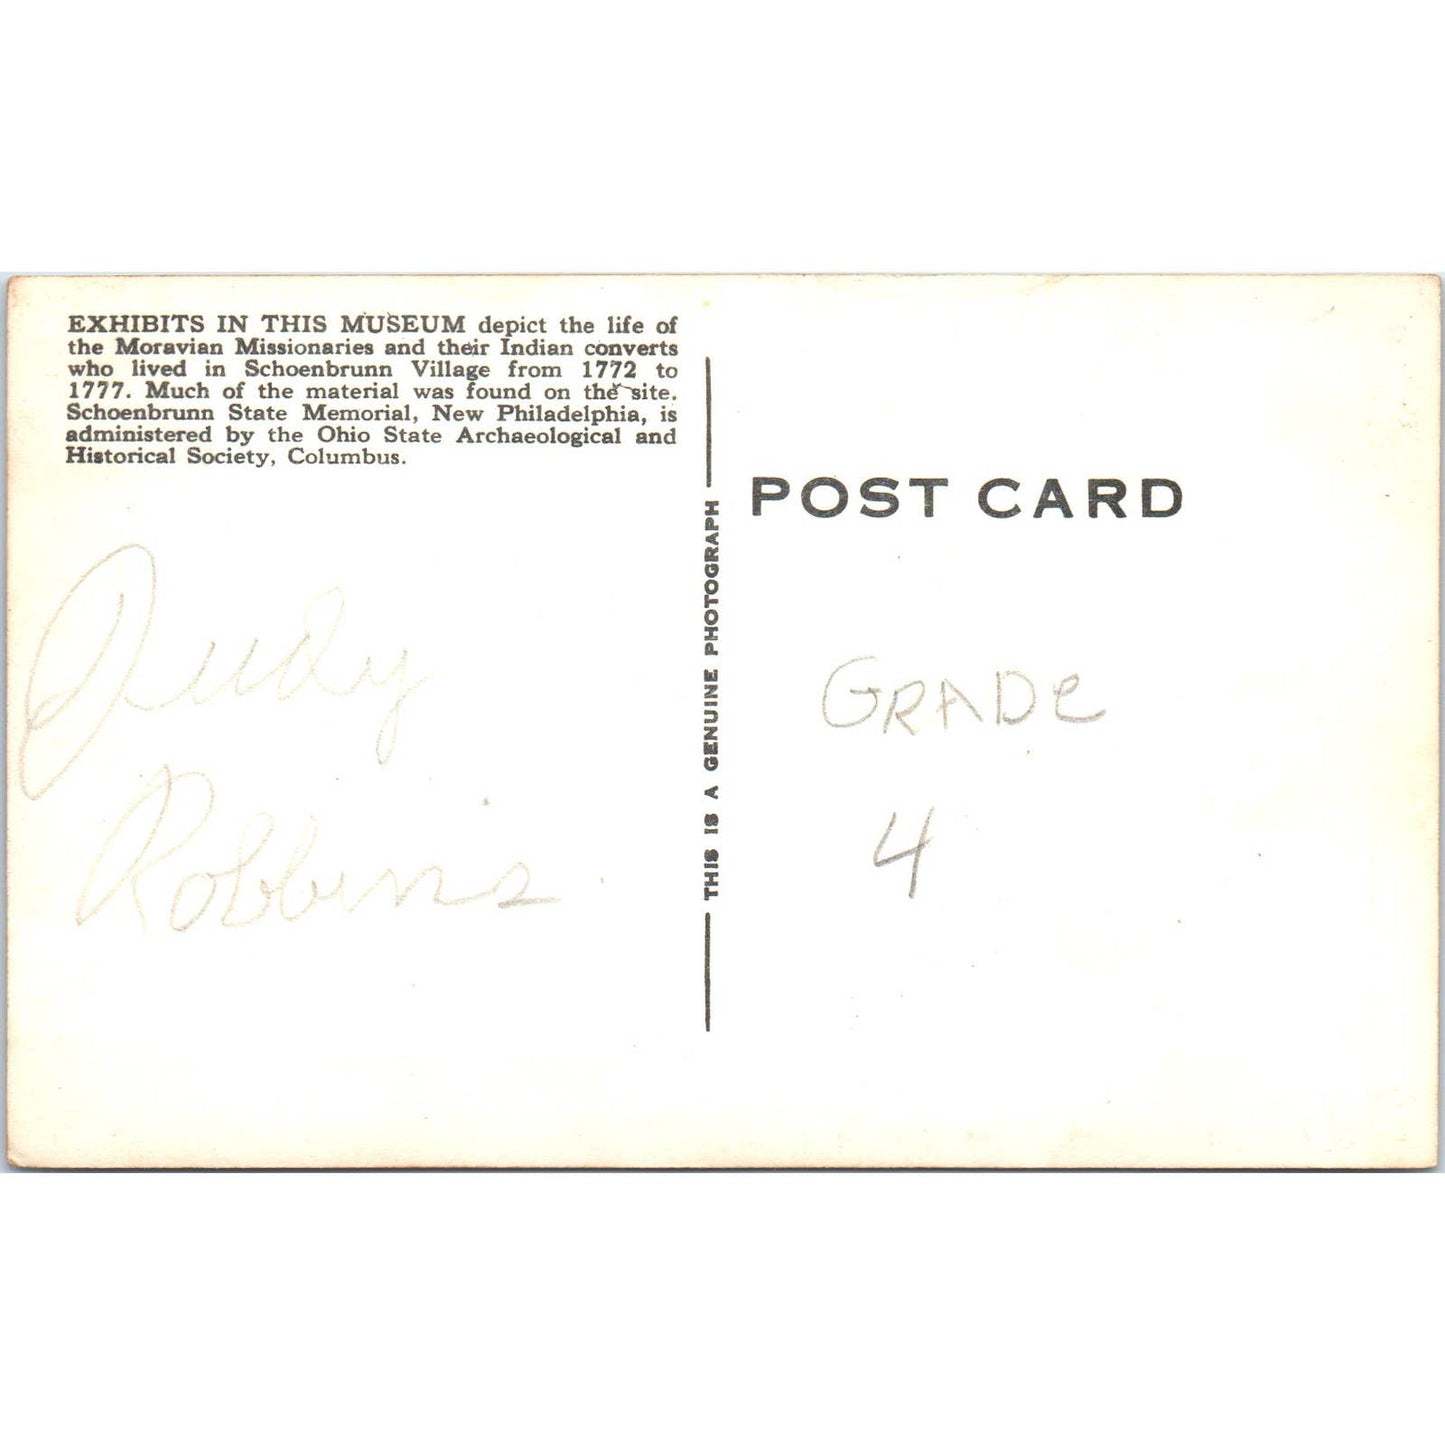 EXHIBITS IN THIS MUSEUM depict the life of
the Moravian Missionaries and their Indian converts
who lived in Schoenbrunn Village from 1772 to
1777. Much of the material was found on the site.
Schoenbrunn State Memorial, New Philadelphia, is
administered by the Ohio State Archaeological and
Historical Society, Columbus.
Judy
Robbins
THIS IS A GENUINE PHOTOGRAPH
POST CARD
GRADe
4